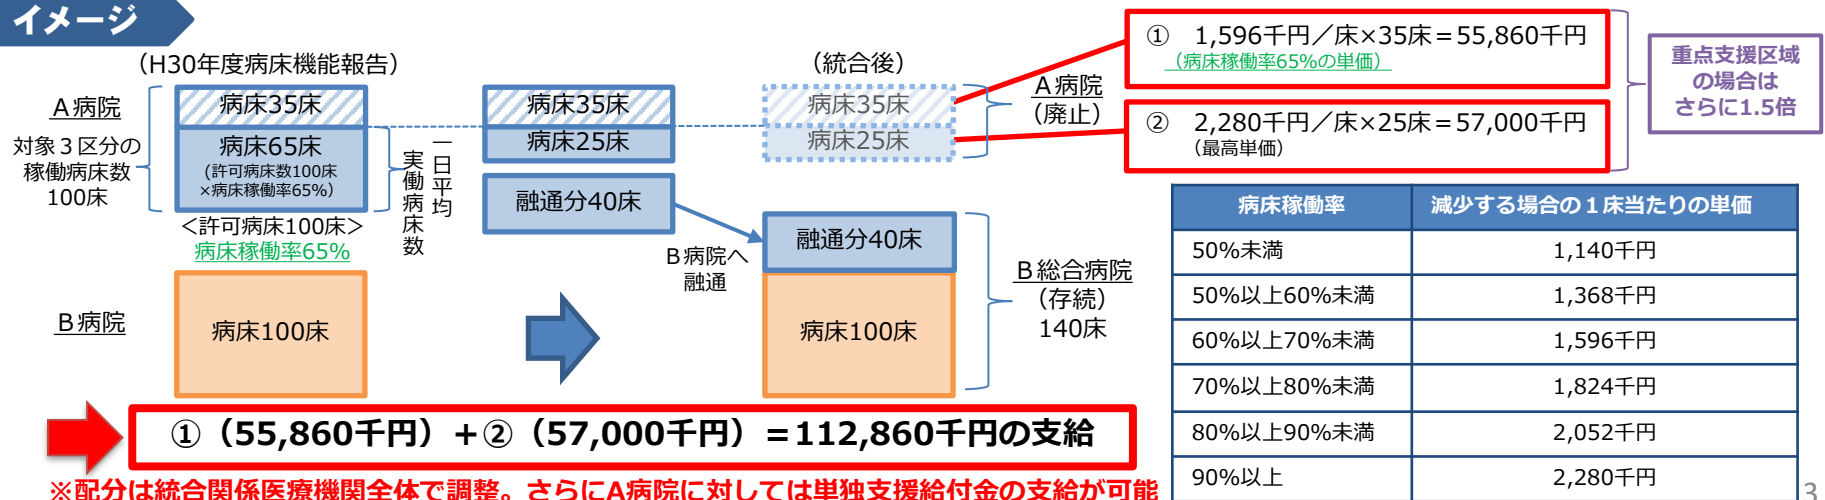 イメージ
（H30年度病床機能報告）
A病院
対象３区分の
稼働病床数
100床
病床35床
病床65床
(許可病床数100床
×病床稼働率65%)
一日平均
実働病床数
＜許可病床100床＞
病床稼働率65%
B病院
病床100床
病床35床
病床25床
融通分40床
B病院へ
融通
（統合後）
病床35床
病床25床
A病院
（廃止）
融通分40床
病床100床
B総合病院
（存続）
140床
①　1,596千円／床×35床＝55,860千円
（病床稼働率65%の単価）
②　2,280千円／床×25床＝57,000千円
（最高単価）
重点支援区域
の場合は
さらに1.5倍
病床稼働率　減少する場合の１床当たりの単価
50%未満　1,140千円
50%以上60%未満　1,368千円
60%以上70%未満　1,596千円
70%以上80%未満　1,824千円
80%以上90%未満　2,052千円
90%以上　2,280千円
①（55,860千円）＋②（57,000千円）＝112,860千円の支給
※配分は統合関係医療機関全体で調整。さらにA病院に対しては単独支援給付金の支給が可能
3